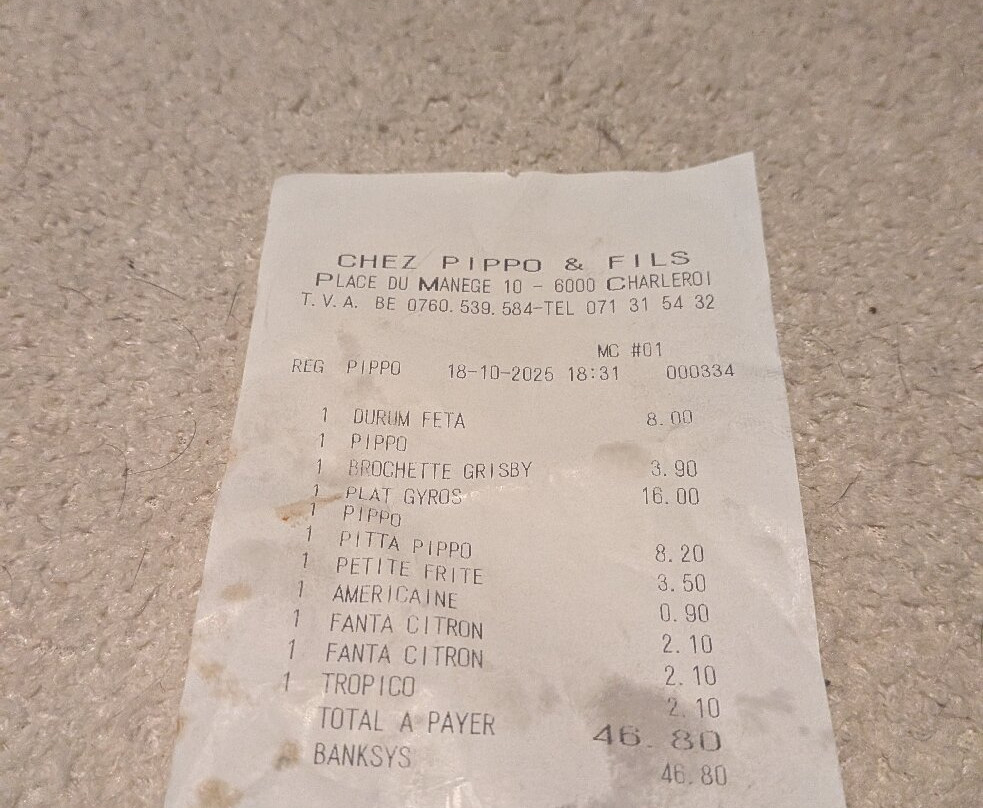 CHEZ PIPPO & FILS
PLACE DU MANEGE 10 - 6000 CHARLEROI
T.V.A. BE 0760.539.584-TEL 071 31 54 32
MC #01
REG PIPPO 18-10-2025 18:31 000334
1 DURUM FETA 8.00
1 PIPPO
1 BROCHETTE GRISBY 3.90
1 PLAT GYROS 16.00
1 PIPPO
1 PITTA PIPPO 8.20
1 PETITE FRITE 3.50
1 AMERICAINE 0.90
1 FANTA CITRON 2.10
1 FANTA CITRON 2.10
1 TROPICO 2.10
TOTAL A PAYER 46.80
BANKSYS 46.80